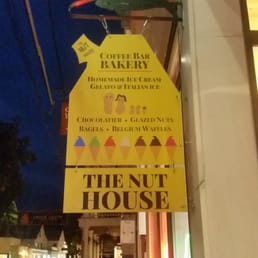 COFFEE BAR
BAKERY
HOMEMADE ICE CREAM
GELATO & ITALIAN ICE
CHOCOLATIER • GLAZED NUTS
BAGELS • BELGIUM WAFFLES
THE NUT
HOUSE